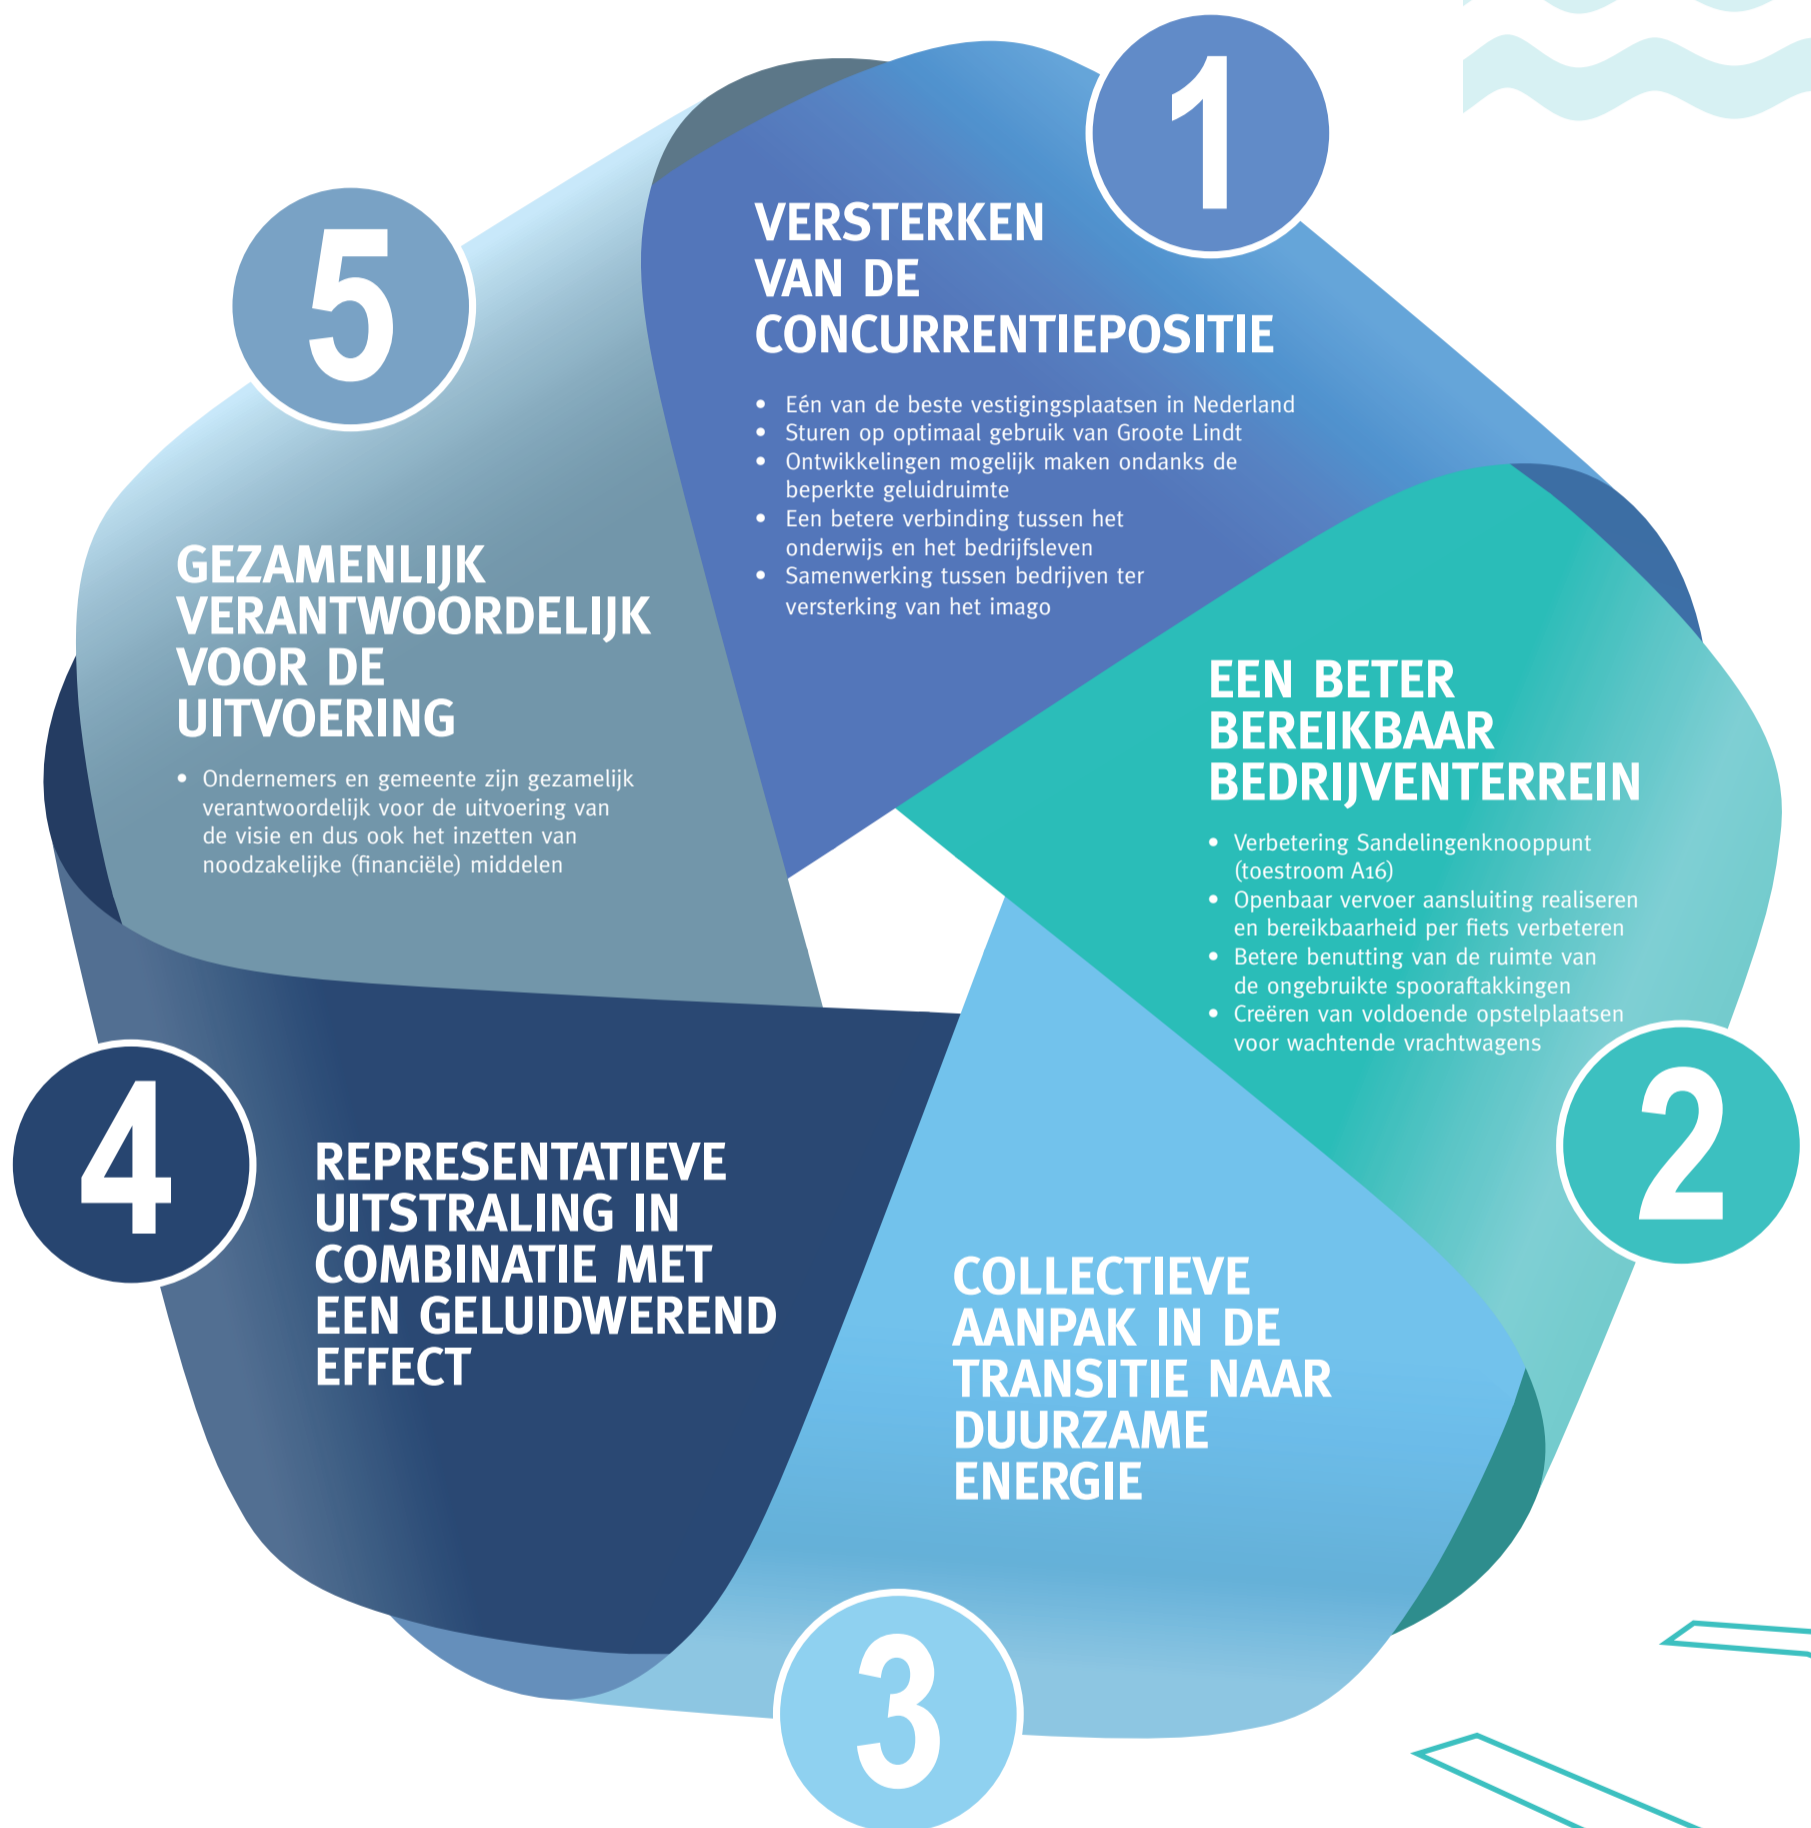 1
VERSTERKEN
VAN DE
CONCURRENTIEPOSITIE
• Eén van de beste vestigingsplaatsen in Nederland
• Sturen op optimaal gebruik van Groote Lindt
• Ontwikkelingen mogelijk maken ondanks de
beperkte geluidruimte
• Een betere verbinding tussen het
onderwijs en het bedrijfsleven
• Samenwerking tussen bedrijven ter
versterking van het imago
2
EEN BETER
BEREIKBAAR
BEDRIJVENTERREIN
• Verbetering Sandelingenknooppunt
(toestroom A16)
• Openbaar vervoer aansluiting realiseren
en bereikbaarheid per fiets verbeteren
• Betere benutting van de ruimte van
de ongebruikte spooraftakkingen
• Creëren van voldoende opstelplaatsen
voor wachtende vrachtwagens
3
COLLECTIEVE
AANPAK IN DE
TRANSITIE NAAR
DUURZAME
ENERGIE
4
REPRESENTATIEVE
UITSTRALING IN
COMBINATIE MET
EEN GELUIDWEREND
EFFECT
5
GEZAMENLIJK
VERANTWOORDELIJK
VOOR DE
UITVOERING
• Ondernemers en gemeente zijn gezamelijk
verantwoordelijk voor de uitvoering van
de visie en dus ook het inzetten van
noodzakelijke (financiële) middelen